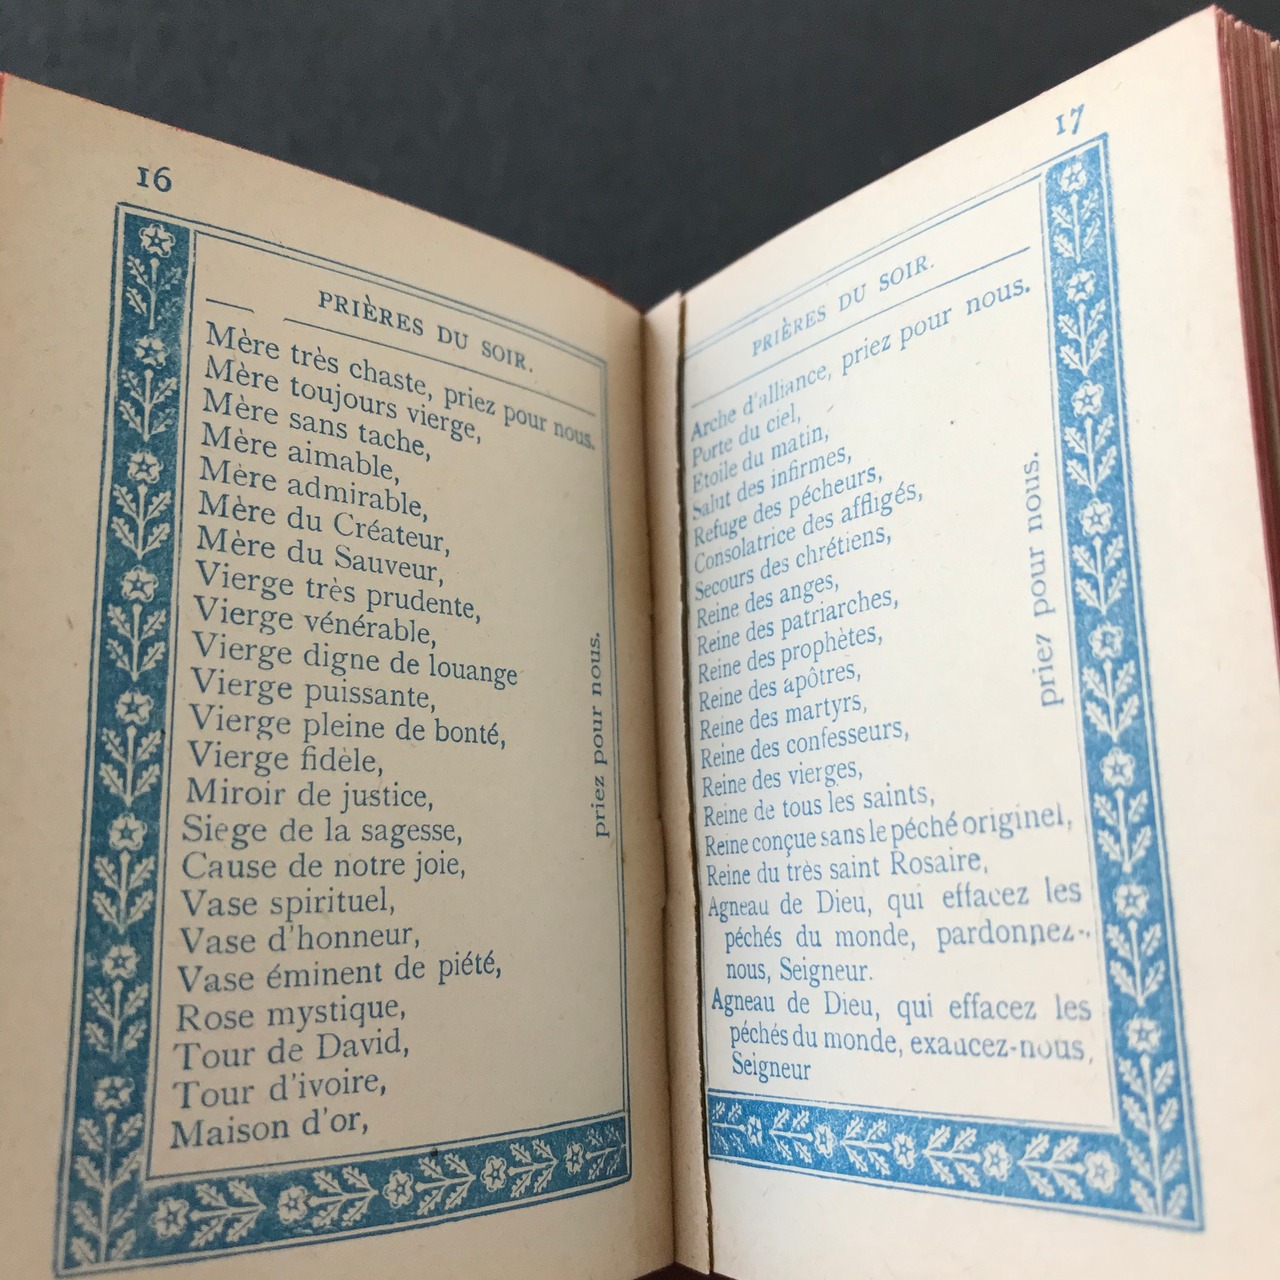 16
PRIÈRES DU SOIR.
Mère très chaste, priez pour nous.
Mère toujours vierge,
Mère sans tache,
Mère aimable,
Mère admirable,
Mère du Créateur,
Mère du Sauveur,
Vierge très prudente,
Vierge vénérable,
Vierge digne de louange
Vierge puissante,
Vierge pleine de bonté,
Vierge fidèle,
Miroir de justice,
Siege de la sagesse,
Cause de notre joie,
Vase spirituel,
Vase d'honneur,
Vase éminent de piété,
Rose mystique,
Tour de David,
Tour d'ivoire,
Maison d'or,
priez pour nous.
17
PRIÈRES DU SOIR.
Arche d'alliance, priez pour nous.
Porte du ciel,
Etoile du matin,
Salut des infirmes,
Refuge des pécheurs,
Consolatrice des affligés,
Secours des chrétiens,
Reine des anges,
Reine des patriarches,
Reine des prophètes,
Reine des apôtres,
Reine des martyrs,
Reine des confesseurs,
Reine des vierges,
Reine de tous les saints,
Reine conçue sans le péché originel,
Reine du très saint Rosaire,
Agneau de Dieu, qui effacez les
péchés du monde, pardonnez-
nous, Seigneur.
Agneau de Dieu, qui effacez les
péchés du monde, exaucez-nous,
Seigneur
priez pour nous.